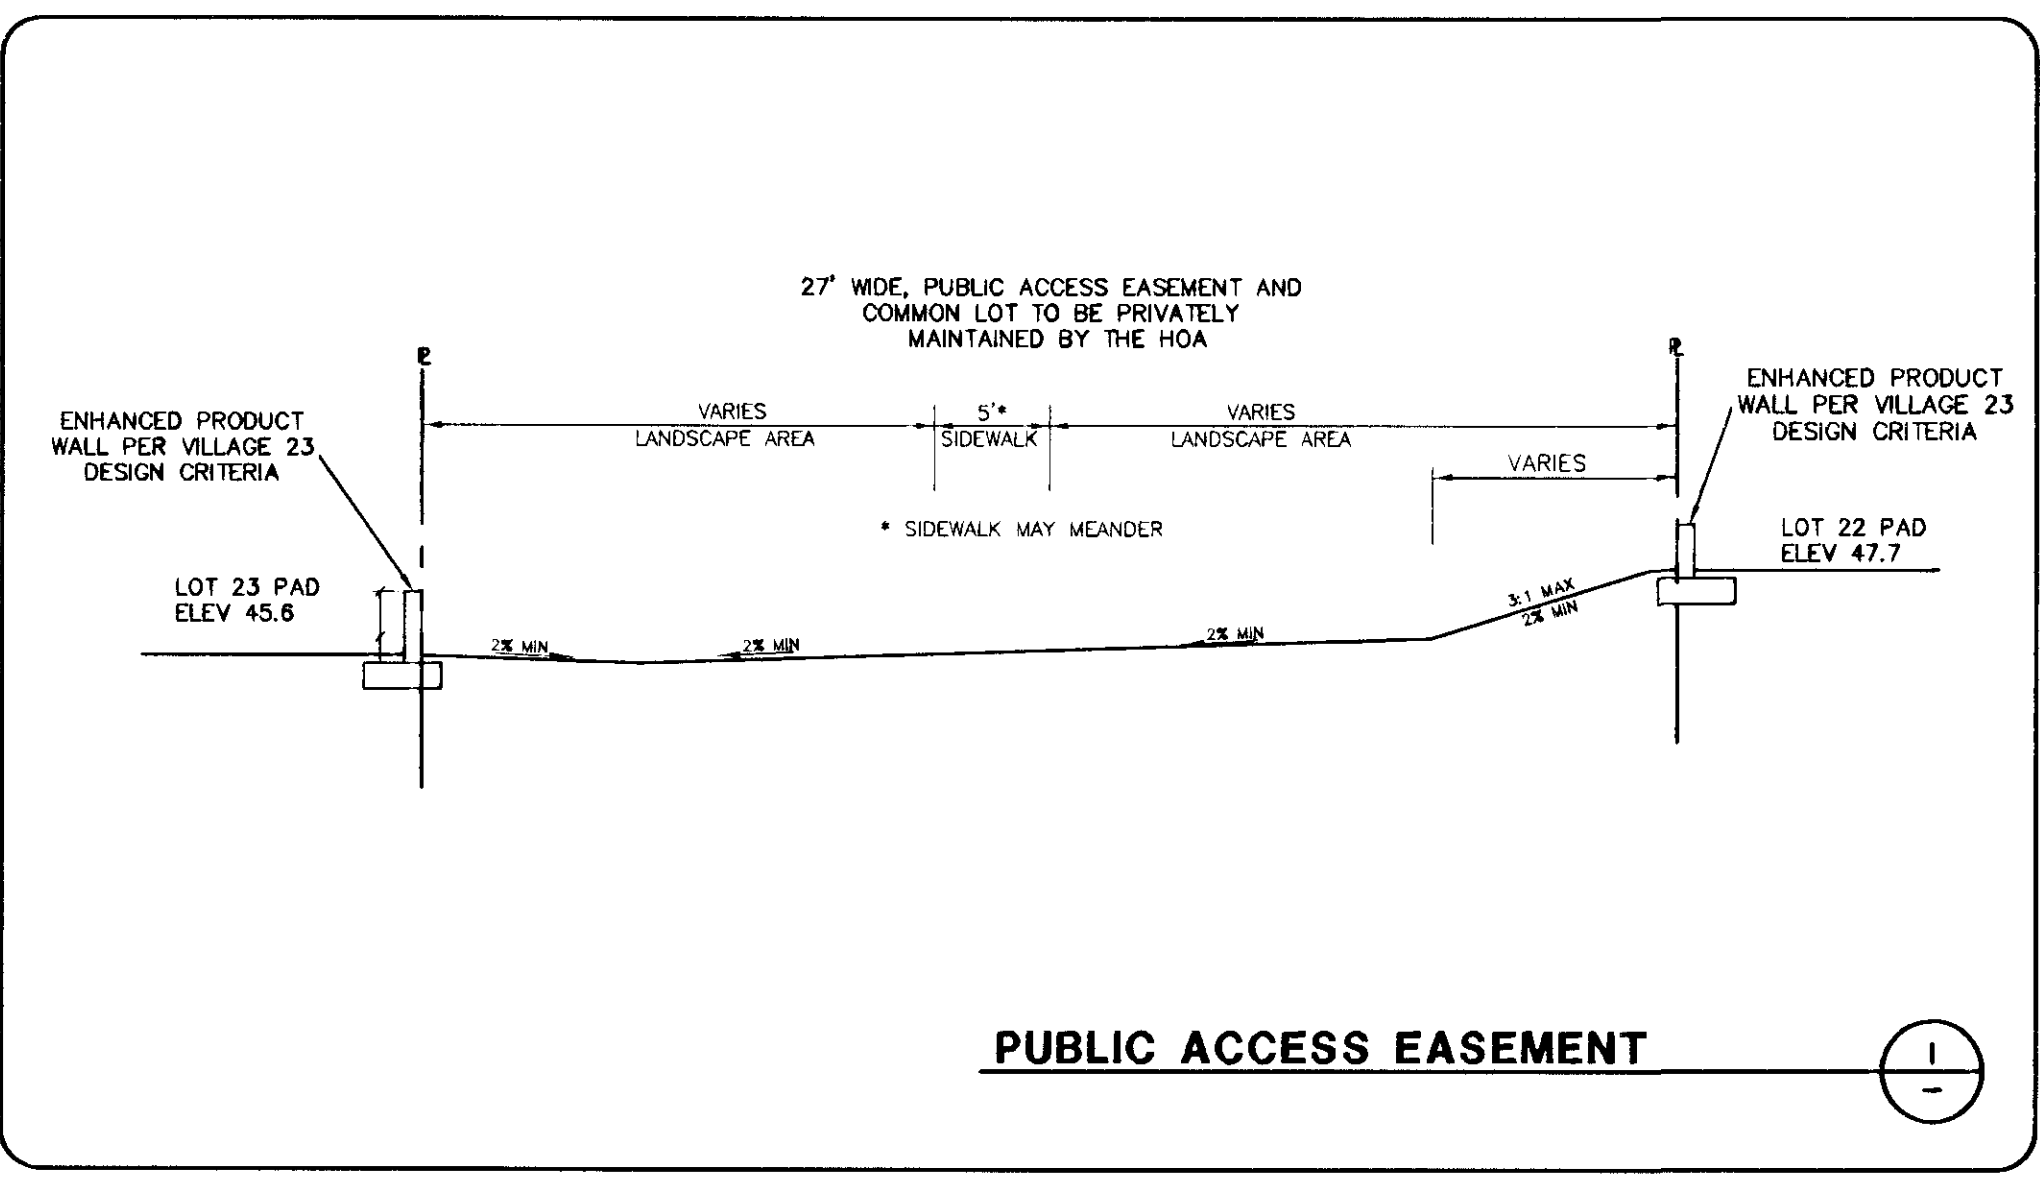 27' WIDE, PUBLIC ACCESS EASEMENT AND
COMMON LOT TO BE PRIVATELY
MAINTAINED BY THE HOA
PL
PL
ENHANCED PRODUCT
WALL PER VILLAGE 23
DESIGN CRITERIA
ENHANCED PRODUCT
WALL PER VILLAGE 23
DESIGN CRITERIA
VARIES
LANDSCAPE AREA
5'*
SIDEWALK
VARIES
LANDSCAPE AREA
VARIES
* SIDEWALK MAY MEANDER
LOT 22 PAD
ELEV 47.7
LOT 23 PAD
ELEV 45.6
3:1 MAX
2% MIN
2% MIN
2% MIN
2% MIN
PUBLIC ACCESS EASEMENT
1
–